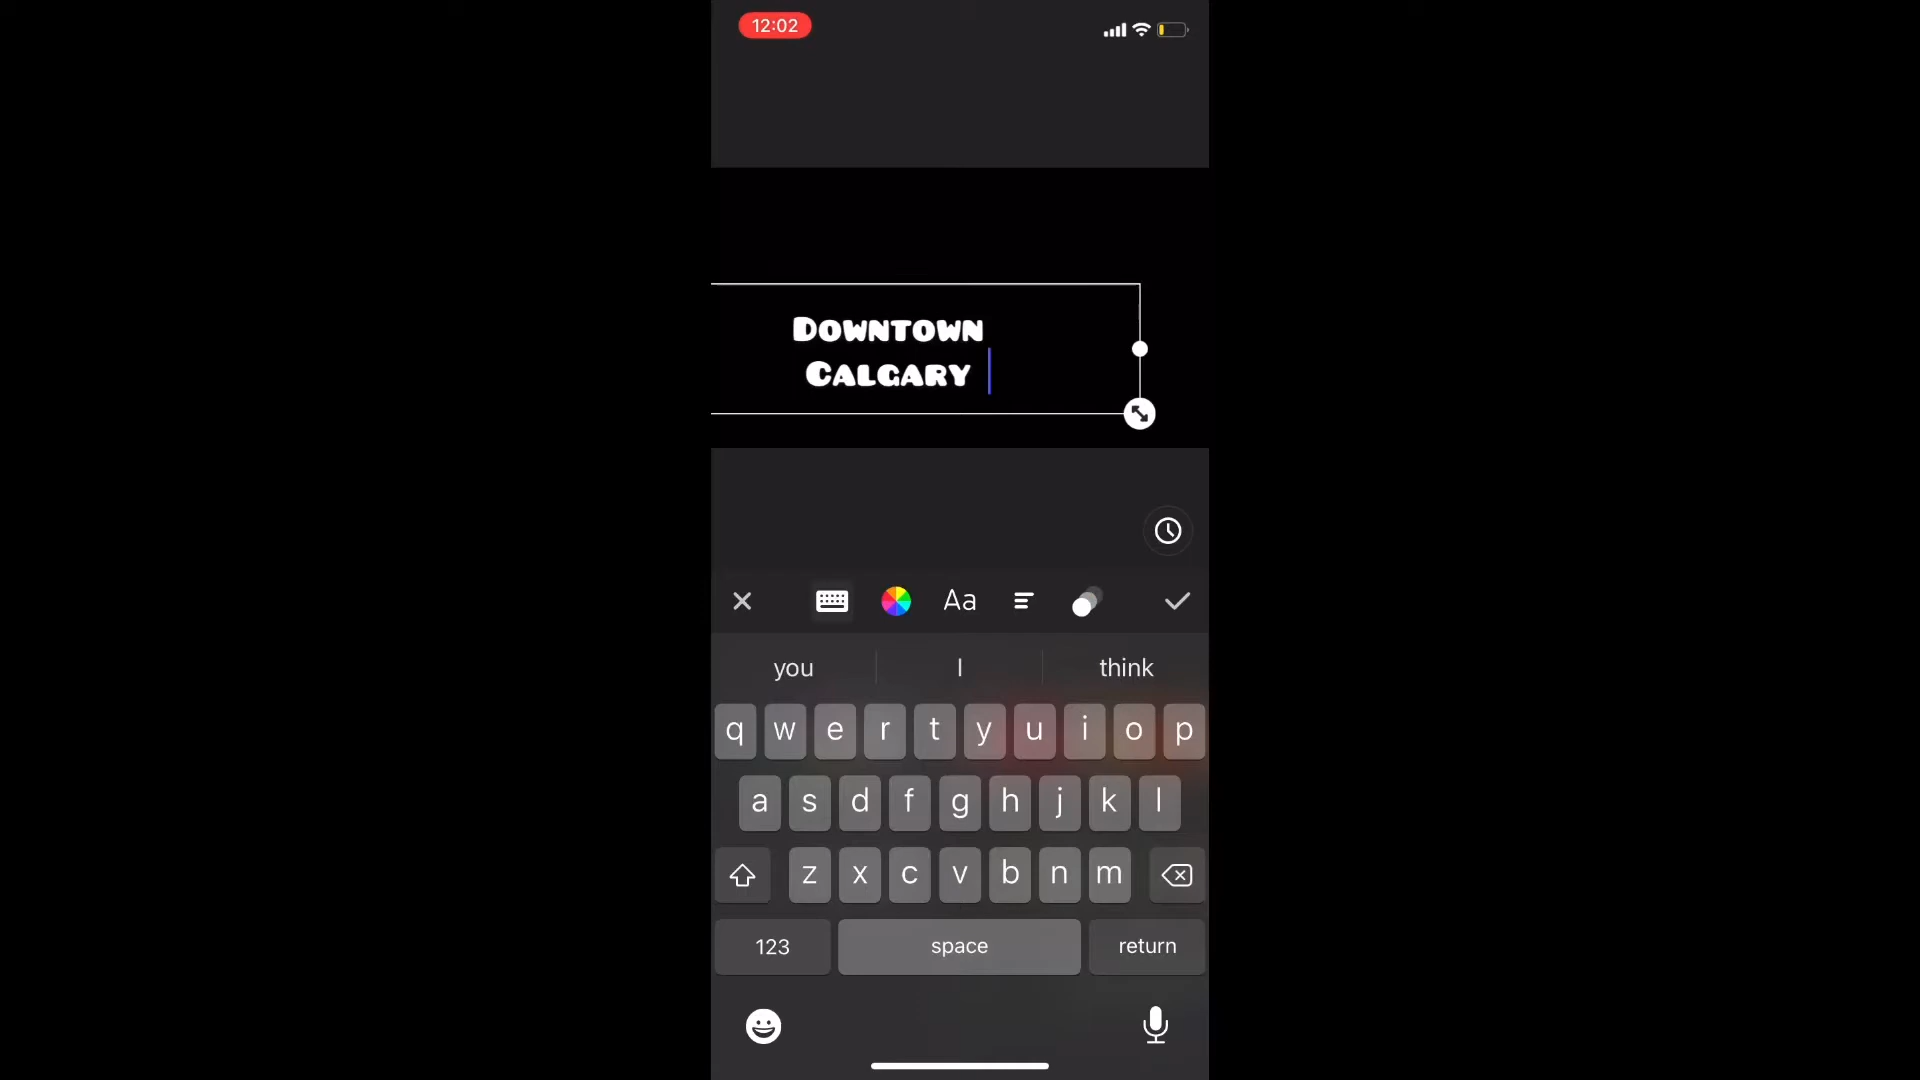 12:02
Downtown
Calgary
Aa
you I think
q w e r t y u i o p
a s d f g h j k l
z x c v b n m
123 space return